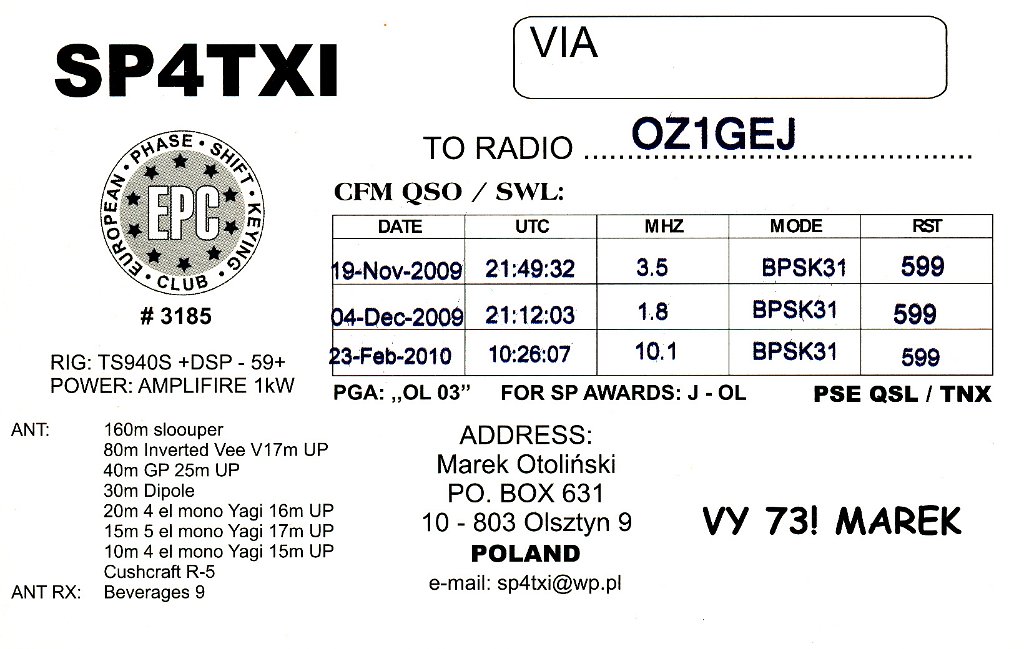 SP4TXI
VIA
TO RADIO OZ1GEJ
EUROPEAN • PHASE • SHIFT • KEYING • CLUB •
EPC
# 3185
CFM QSO / SWL:
DATE UTC MHZ MODE RST
19-Nov-2009 21:49:32 3.5 BPSK31 599
04-Dec-2009 21:12:03 1.8 BPSK31 599
23-Feb-2010 10:26:07 10.1 BPSK31 599
RIG: TS940S +DSP - 59+
POWER: AMPLIFIRE 1kW
PGA: ,,OL 03” FOR SP AWARDS: J - OL PSE QSL / TNX
ANT: 160m sloouper
80m Inverted Vee V17m UP
40m GP 25m UP
30m Dipole
20m 4 el mono Yagi 16m UP
15m 5 el mono Yagi 17m UP
10m 4 el mono Yagi 15m UP
Cushcraft R-5
ANT RX: Beverages 9
ADDRESS:
Marek Otoliński
PO. BOX 631
10 - 803 Olsztyn 9
POLAND
e-mail: sp4txi@wp.pl
VY 73! MAREK